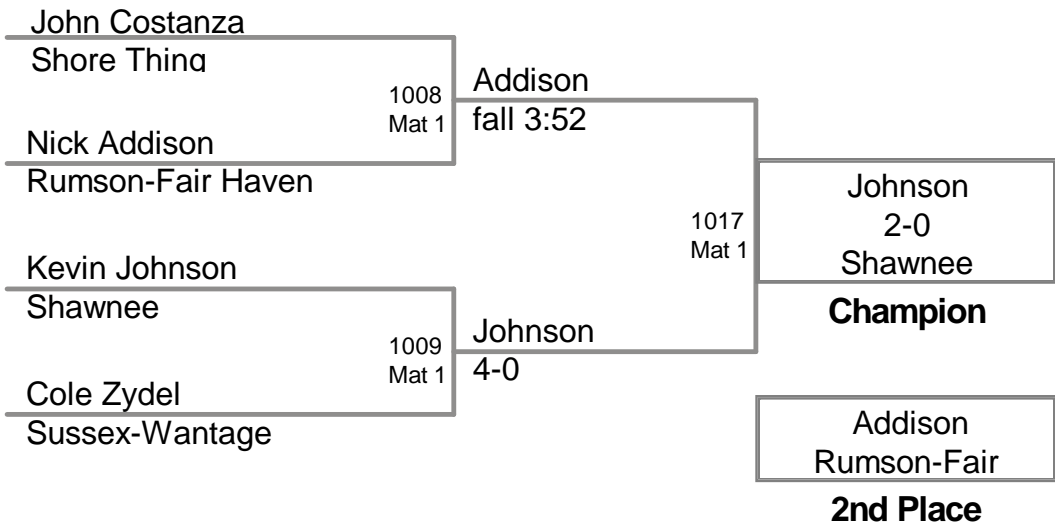 John Costanza
Shore Thing
1008
Mat 1
Addison
fall 3:52
Nick Addison
Rumson-Fair Haven
1017
Mat 1
Johnson
2-0
Shawnee
Champion
Kevin Johnson
Shawnee
1009
Mat 1
Johnson
4-0
Cole Zydel
Sussex-Wantage
Addison
Rumson-Fair
2nd Place